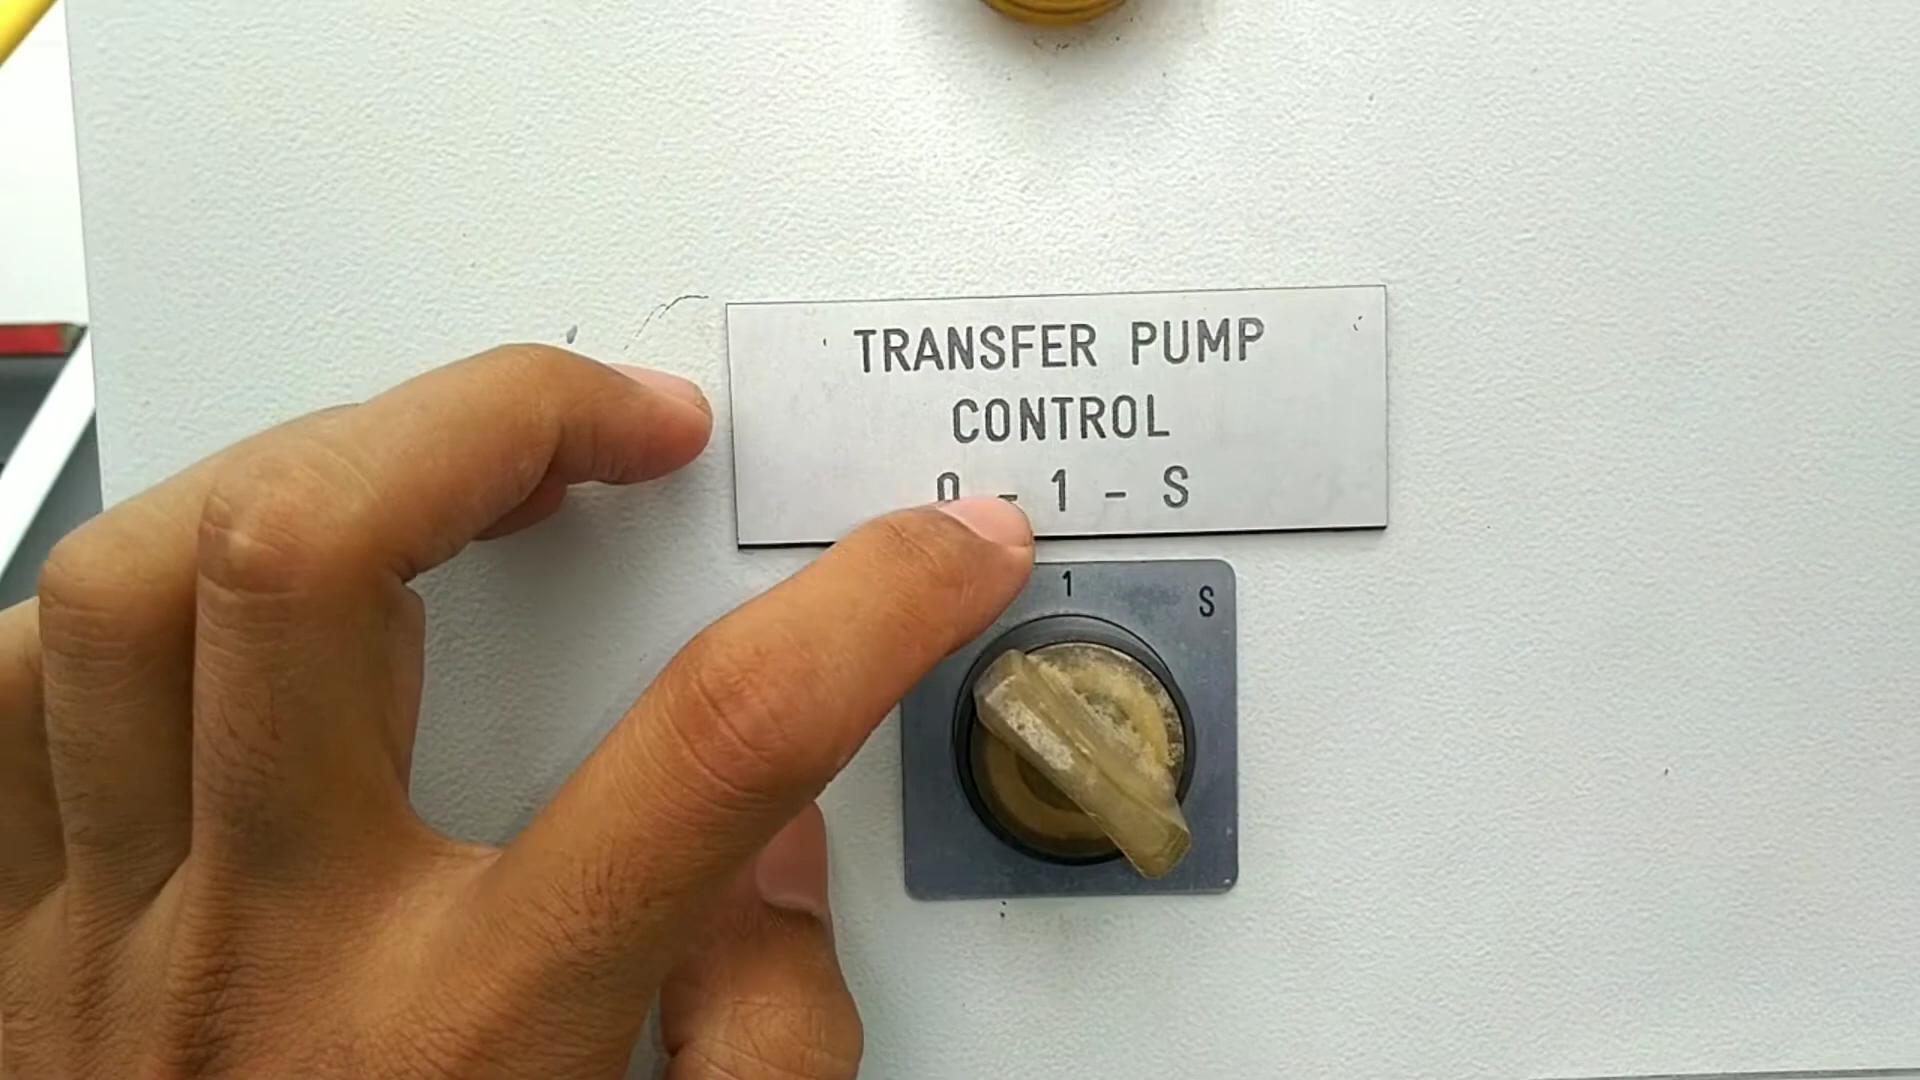 TRANSFER PUMP
CONTROL
0 - 1 - S
1 S